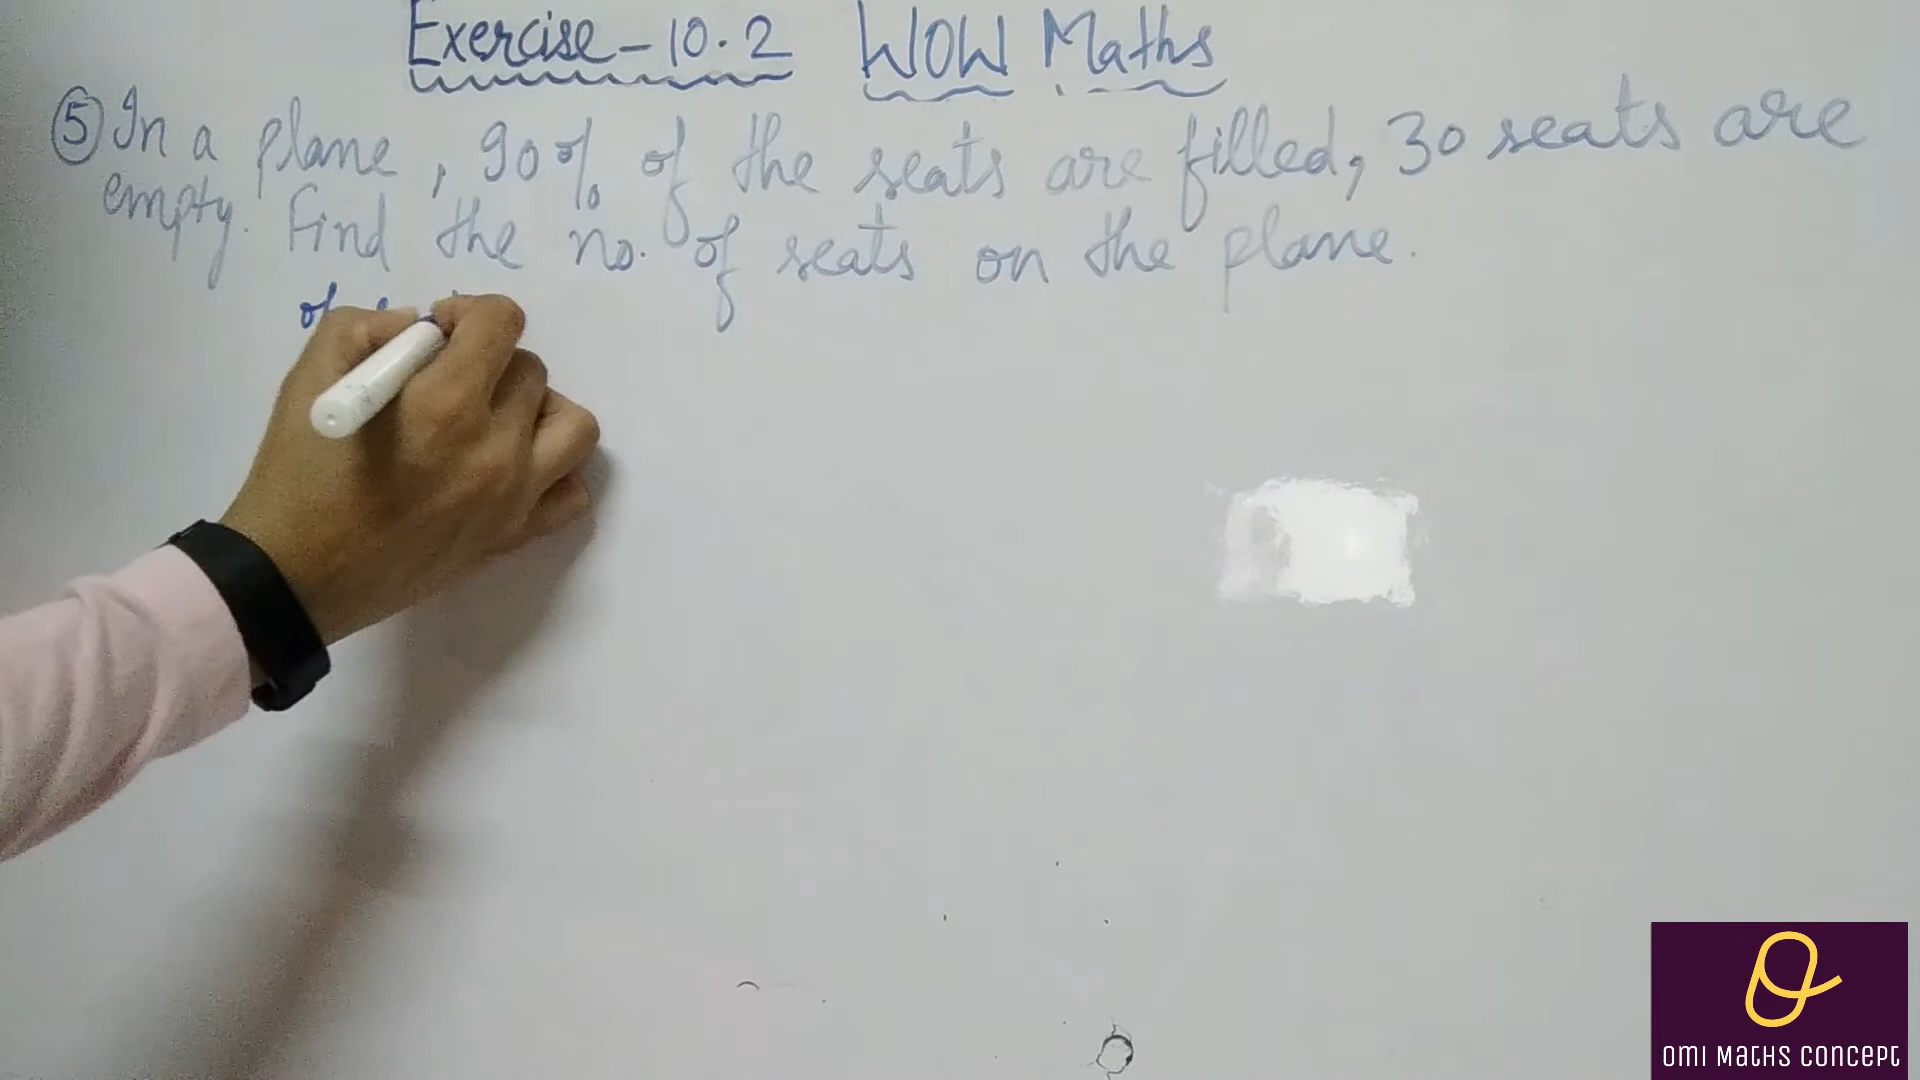 Exercise - 10.2 WOW Maths
⑤ In a plane, 90% of the seats are filled, 30 seats are
empty. Find the no. of seats on the plane.
of
OMI MATHS CONCEPT